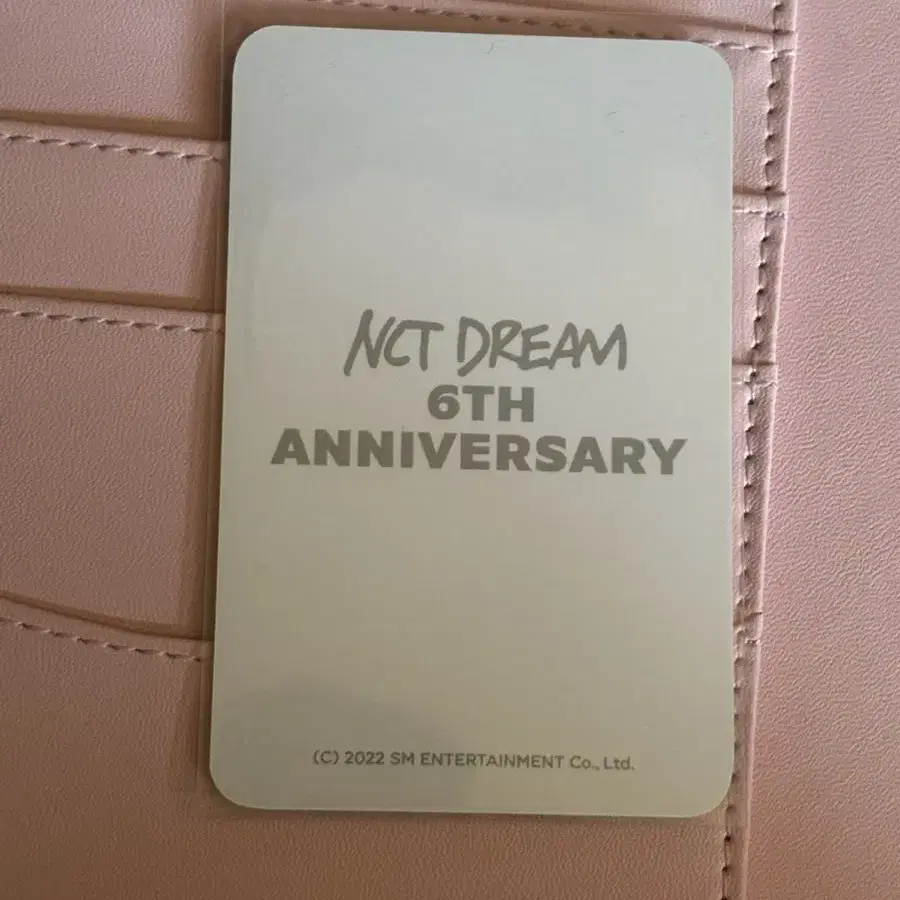 NCT DREAM
6TH
ANNIVERSARY
(C) 2022 SM ENTERTAINMENT Co., Ltd.